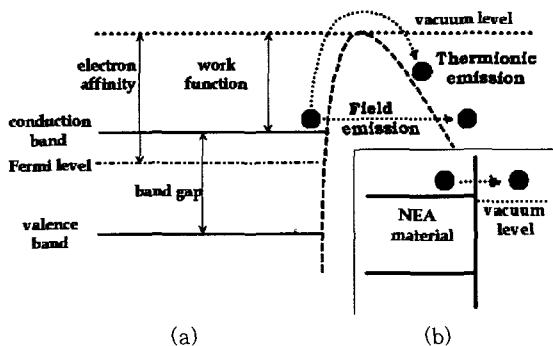 vacuum level
electron
affinity
work
function
Thermionic
emission
Field
emission
conduction
band
Fermi level
band gap
valence
band
NEA
material
vacuum
level
(a)
(b)